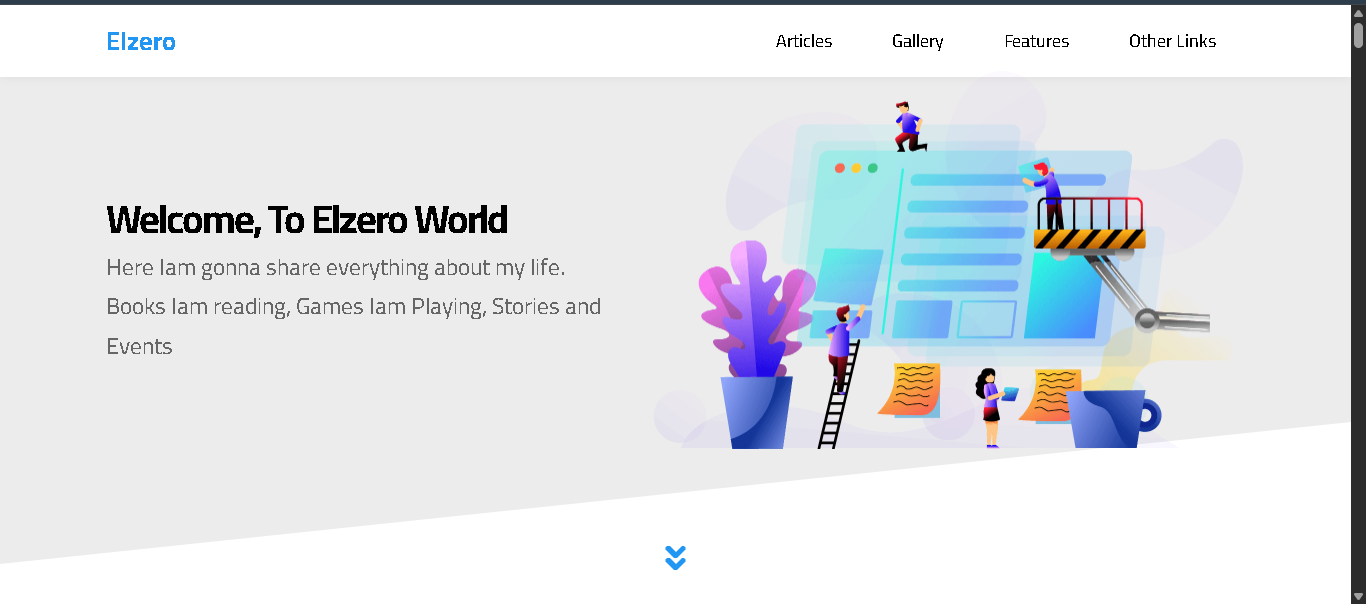 Elzero
Articles
Gallery
Features
Other Links
Welcome, To Elzero World
Here Iam gonna share everything about my life.
Books Iam reading, Games Iam Playing, Stories and
Events